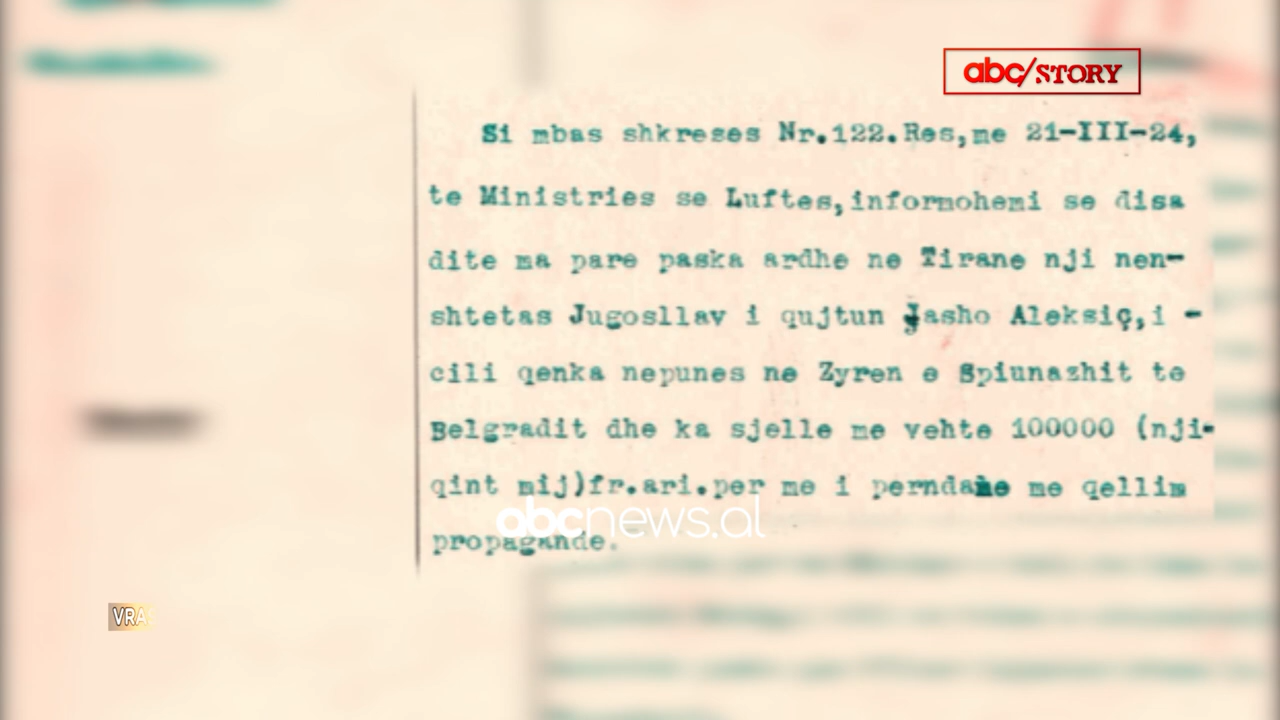 abc/STORY
Si mbas shkreses Nr.122.Res,me 21-III-24,
te Ministries se Luftes,informohemi se disa
dite ma pare paska ardhe ne Tirane nji nen-
shtetas Jugosllav i qujtun Jasho Aleksiç,i -
cili qenka nepunes ne Zyren e Spiunazhit te
Belgradit dhe ka sjelle me vehte 100000 (nji-
qint mij)fr.ari.per me i perndame me qellim
abcnews.al
propagande.
VRA